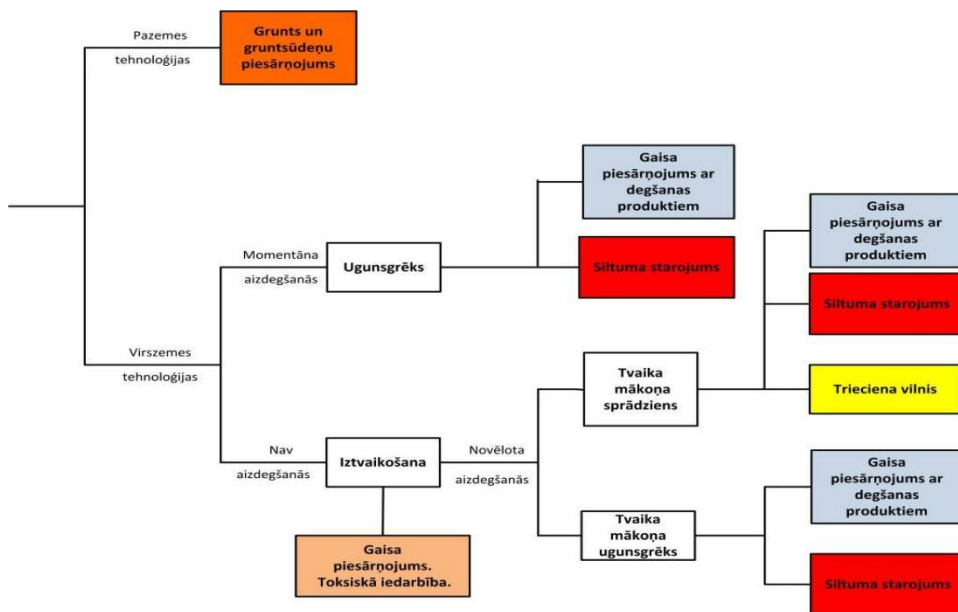 Pazemes
tehnoloģijas
Grunts un
gruntsūdeņu
piesārņojums
Gaisa
piesārņojums ar
degšanas
produktiem
Gaisa
piesārņojums ar
degšanas
produktiem
Momentāna
aizdegšanās
Ugunsgrēks
Siltuma starojums
Siltuma starojums
Virszemes
tehnoloģijas
Tvaika
mākoņa
sprādziens
Trieciena vilnis
Nav
aizdegšanās
Iztvaikošana
Novēlota
aizdegšanās
Gaisa
piesārņojums ar
degšanas
produktiem
Tvaika
mākoņa
ugunsgrēks
Gaisa
piesārņojums.
Toksiskā iedarbība.
Siltuma starojums